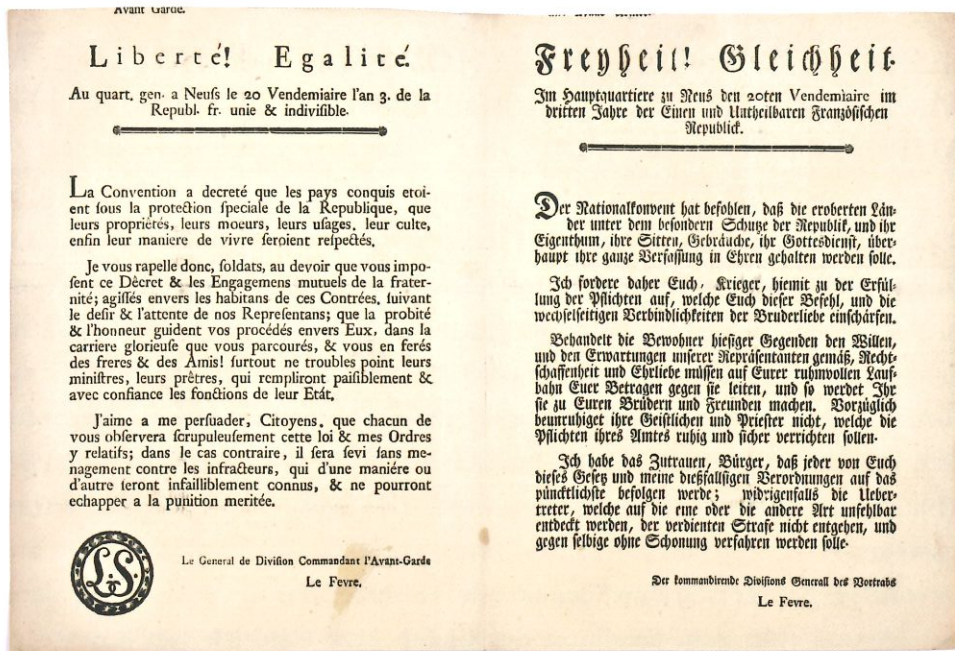 Avant Garde.
Liberté! Egalité.
Au quart. gen. a Neuſs le 20 Vendemiaire l'an 3. de la
Republ. fr. unie & indiviſible.
La Convention a decreté que les pays conquis etoi-
ent ſous la protection ſpeciale de la Republique, que
leurs propriétés, leurs moeurs, leurs uſages, leur culte,
enfin leur maniere de vivre ſeroient reſpectés.
Je vous rapelle donc, ſoldats, au devoir que vous impo-
ſent ce Dècret & les Engagemens mutuels de la frater-
nité; agiſſés envers les habitans de ces Contrées, ſuivant
le deſir & l'attente de nos Repreſentans; que la probité
& l'honneur guident vos procédés envers Eux, dans la
carriere glorieuſe que vous parcourés, & vous en ferés
des freres & des Amis! ſurtout ne troubles point leurs
miniſtres, leurs prêtres, qui rempliront paiſiblement &
avec confiance les fonctions de leur Etát.
J'aime a me perſuader, Citoyens, que chacun de
vous obſervera ſcrupuleuſement cette loi & mes Ordres
y relatifs; dans le cas contraire, il ſera ſevi ſans me-
nagement contre les infracteurs, qui d'une maniére ou
d'autre ſeront infailliblement connus, & ne pourront
echapper a la punition meritée.
L.S.
Le General de Diviſion Commandant l'Avant-Garde
Le Fevre.
Freyheit! Gleichheit.
Im Hauptquartiere zu Neus den 20ten Vendemiaire im
dritten Jahre der Einen und Untheilbaren Französiſchen
Republick.
Der Nationalkonvent hat befohlen, daß die eroberten Län-
der unter dem beſondern Schutze der Republik, und ihr
Eigenthum, ihre Sitten, Gebräuche, ihr Gottesdienſt, über-
haupt ihre ganze Verfaſſung in Ehren gehalten werden ſolle.
Ich fordere daher Euch, Krieger, hiemit zu der Erfül-
lung der Pflichten auf, welche Euch dieſer Befehl, und die
wechſelſeitigen Verbindlichkeiten der Bruderliebe einſchärfen.
Behandelt die Bewohner hieſiger Gegenden den Willen,
und den Erwartungen unſerer Repräſentanten gemäß, Recht-
ſchaffenheit und Ehrliebe müſſen auf Eurer ruhmvollen Lauf-
bahn Euer Betragen gegen ſie leiten, und ſo werdet Ihr
ſie zu Euren Brüdern und Freunden machen. Vorzüglich
beunruhiget ihre Geiſtlichen und Prieſter nicht, welche die
Pflichten ihres Amtes ruhig und ſicher verrichten ſollen.
Ich habe das Zutrauen, Bürger, daß jeder von Euch
dieſes Geſetz und meine dießfallſigen Verordnungen auf das
püncktlichſte befolgen werde; widrigenfalls die Ueber-
treter, welche auf die eine oder die andere Art unfehlbar
entdeckt werden, der verdienten Strafe nicht entgehen, und
gegen ſelbige ohne Schonung verfahren werden ſolle.
Der kommandirende Diviſions Generall des Vortrabs
Le Fevre.